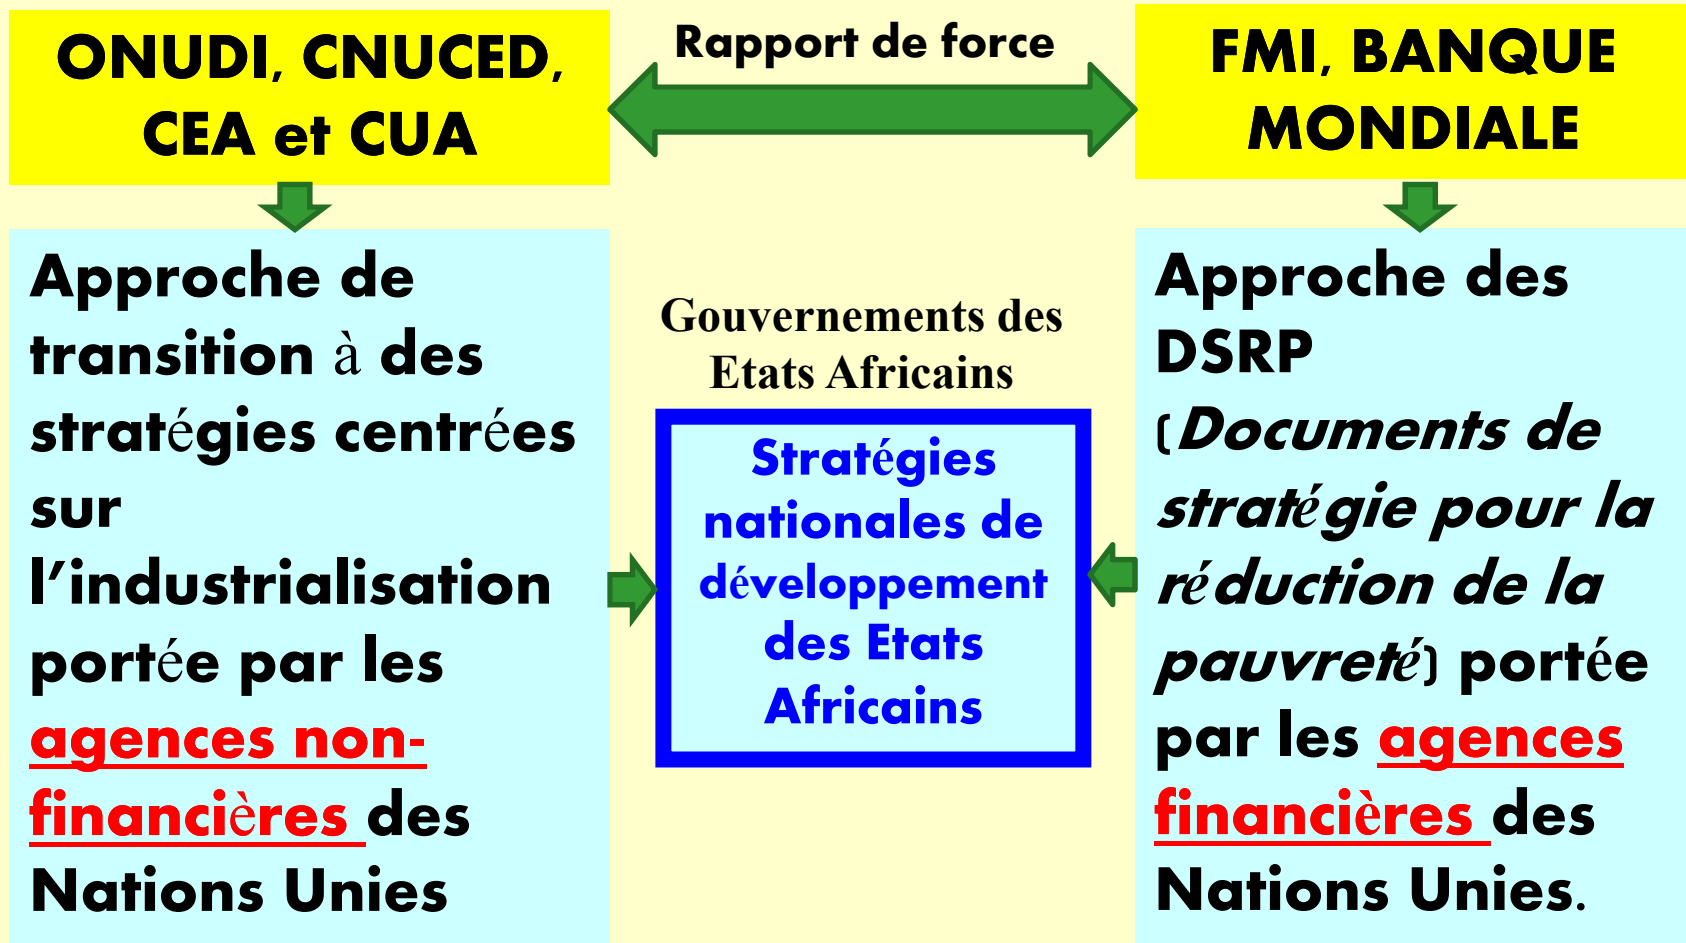 ONUDI, CNUCED,
CEA et CUA
Rapport de force
FMI, BANQUE
MONDIALE
Approche de
transition à des
stratégies centrées
sur
l’industrialisation
portée par les
agences non-
financières des
Nations Unies
Gouvernements des
Etats Africains
Stratégies
nationales de
développement
des Etats
Africains
Approche des
DSRP
(Documents de
stratégie pour la
réduction de la
pauvreté) portée
par les agences
financières des
Nations Unies.